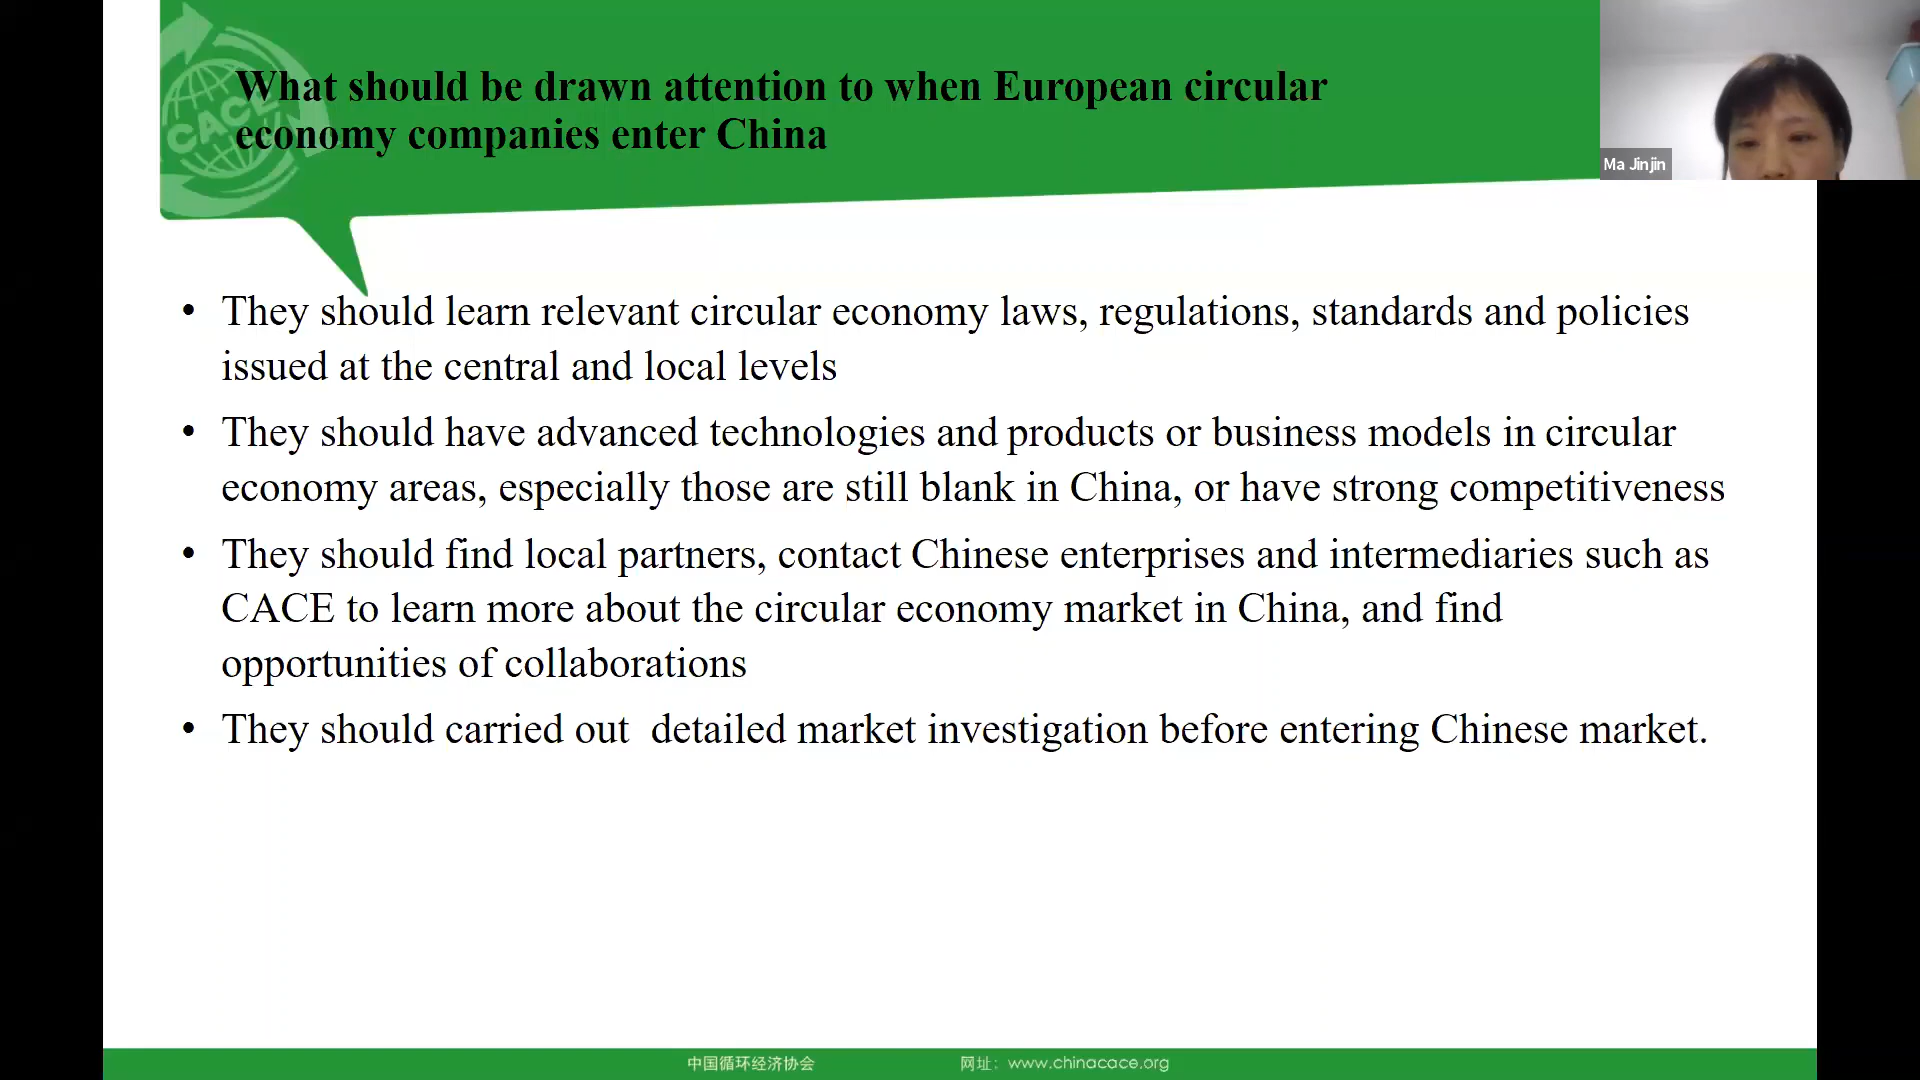 What should be drawn attention to when European circular
economy companies enter China
CACE
Ma Jinjin
• They should learn relevant circular economy laws, regulations, standards and policies
issued at the central and local levels
• They should have advanced technologies and products or business models in circular
economy areas, especially those are still blank in China, or have strong competitiveness
• They should find local partners, contact Chinese enterprises and intermediaries such as
CACE to learn more about the circular economy market in China, and find
opportunities of collaborations
• They should carried out  detailed market investigation before entering Chinese market.
中国循环经济协会
网址：www.chinacace.org